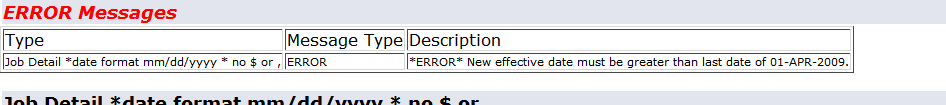 ERROR Messages
Type Message Type Description
Job Detail *date format mm/dd/yyyy * no $ or , ERROR *ERROR* New effective date must be greater than last date of 01-APR-2009.
Job Detail *date format mm/dd/yyyy * no $ or